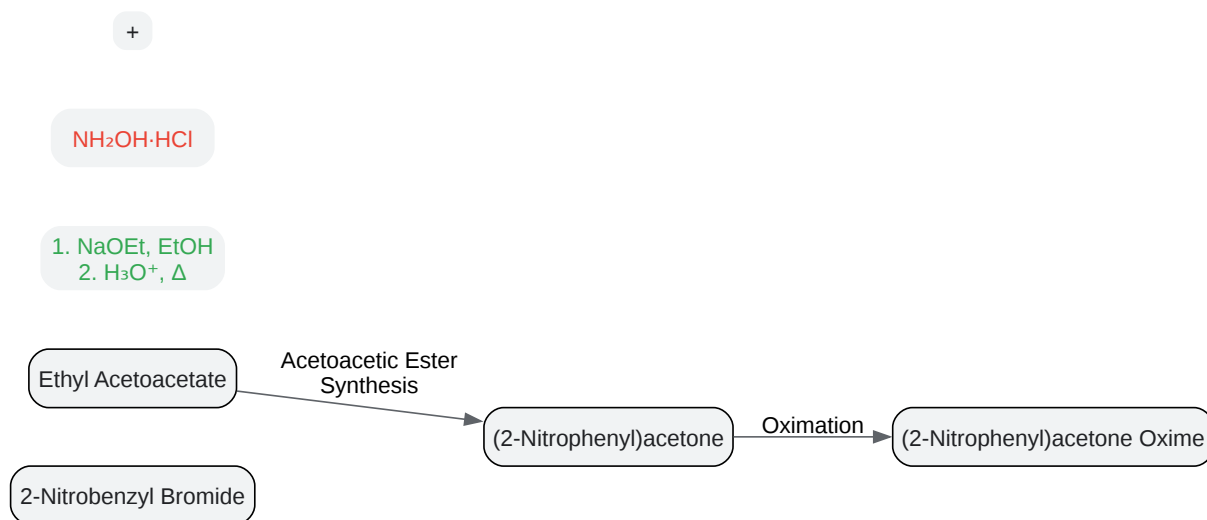 +
NH₂OH·HCl
1. NaOEt, EtOH
2. H₃O⁺, Δ
Ethyl Acetoacetate
Acetoacetic Ester
Synthesis
(2-Nitrophenyl)acetone
Oximation
(2-Nitrophenyl)acetone Oxime
2-Nitrobenzyl Bromide